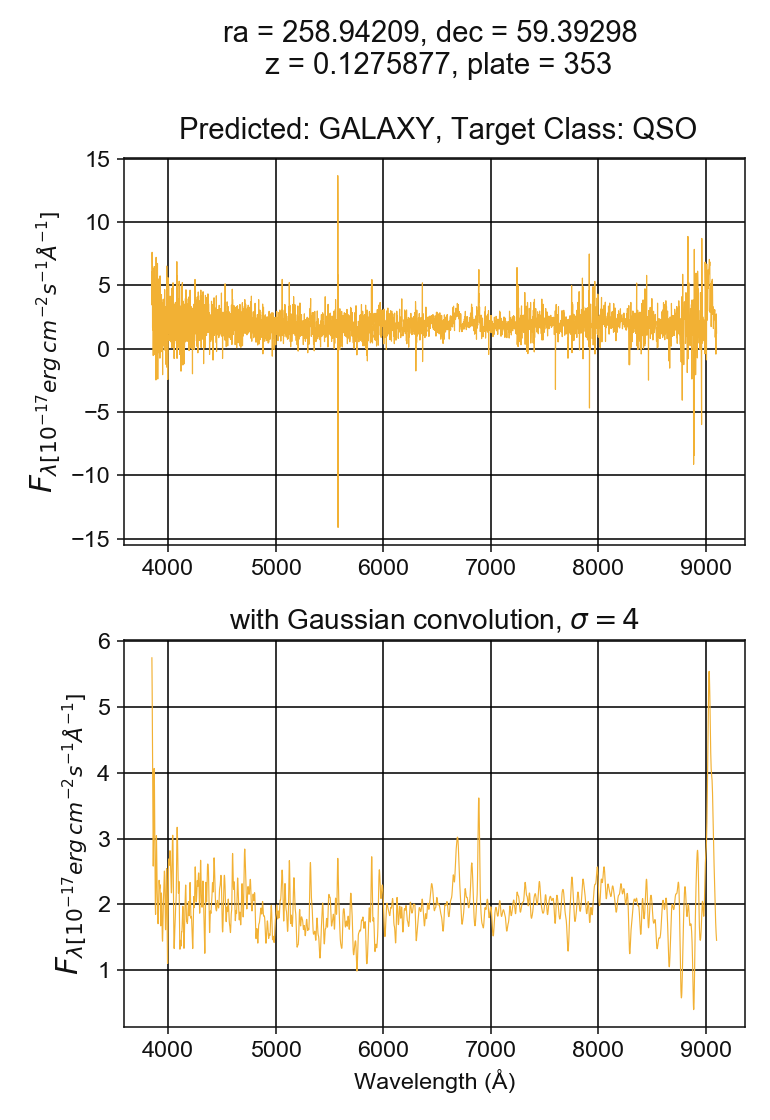 ra = 258.94209, dec = 59.39298
z = 0.1275877, plate = 353
Predicted: GALAXY, Target Class: QSO
15
10
5
0
−5
−10
−15
F_λ[10^{−17} erg cm^{−2} s^{−1} Å^{−1}]
4000 5000 6000 7000 8000 9000
with Gaussian convolution, σ = 4
6
5
4
3
2
1
F_λ[10^{−17} erg cm^{−2} s^{−1} Å^{−1}]
4000 5000 6000 7000 8000 9000
Wavelength (Å)